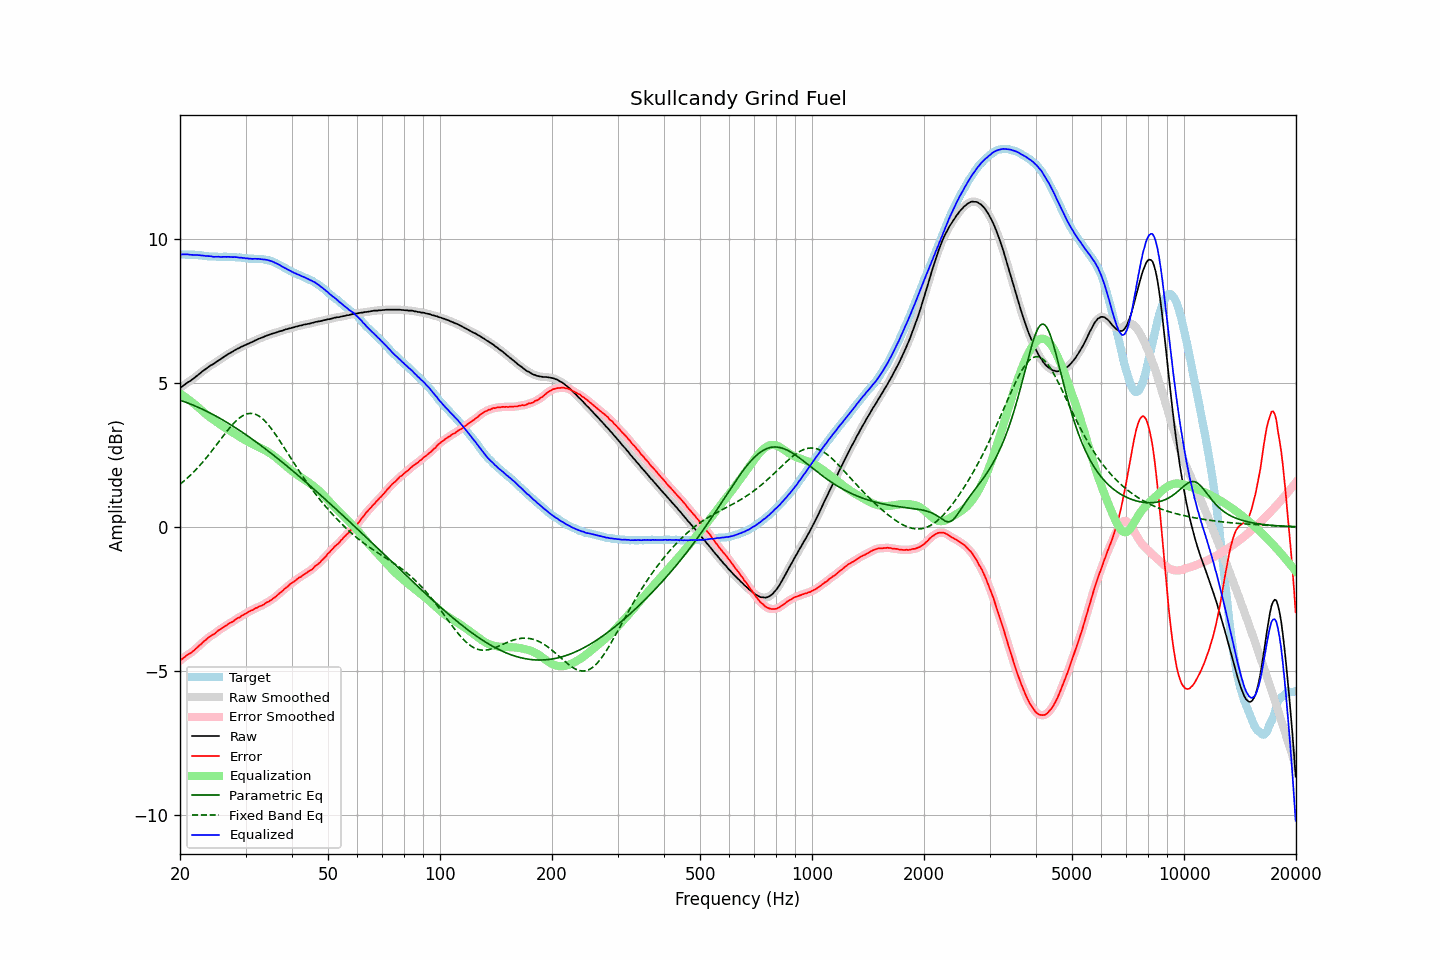 Skullcandy Grind Fuel
Amplitude (dBr)
10
5
0
−5
−10
Target
Raw Smoothed
Error Smoothed
Raw
Error
Equalization
Parametric Eq
Fixed Band Eq
Equalized
20 50 100 200 500 1000 2000 5000 10000 20000
Frequency (Hz)